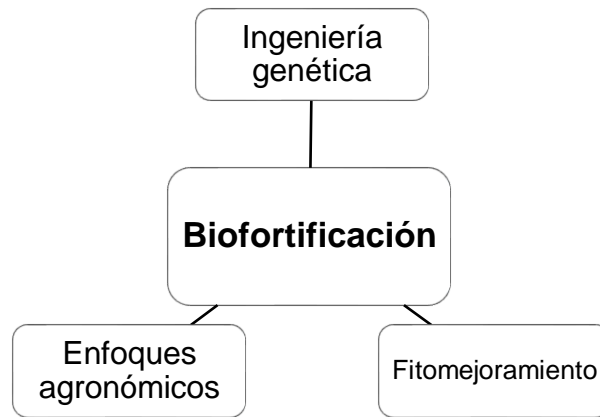 Ingeniería
genética
Biofortificación
Enfoques
agronómicos
Fitomejoramiento